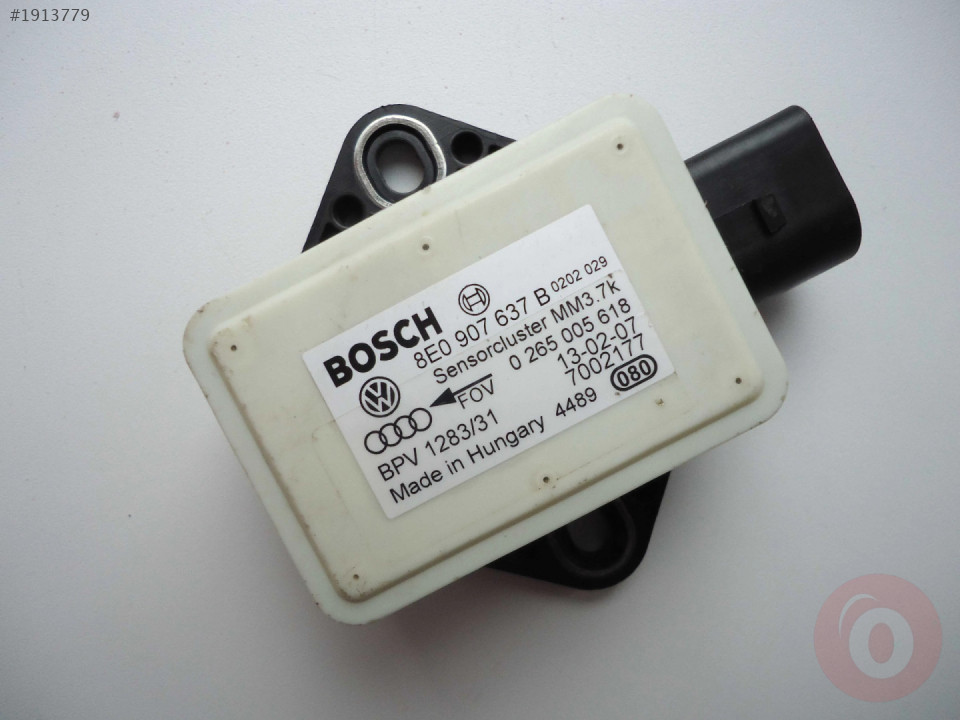 #1913779
BOSCH
8E0 907 637 B 0202 029
Sensorcluster MM3.7k
0 265 005 618
FOV 13-02-07
7002177
BPV 1283/31
Made in Hungary 4489 080